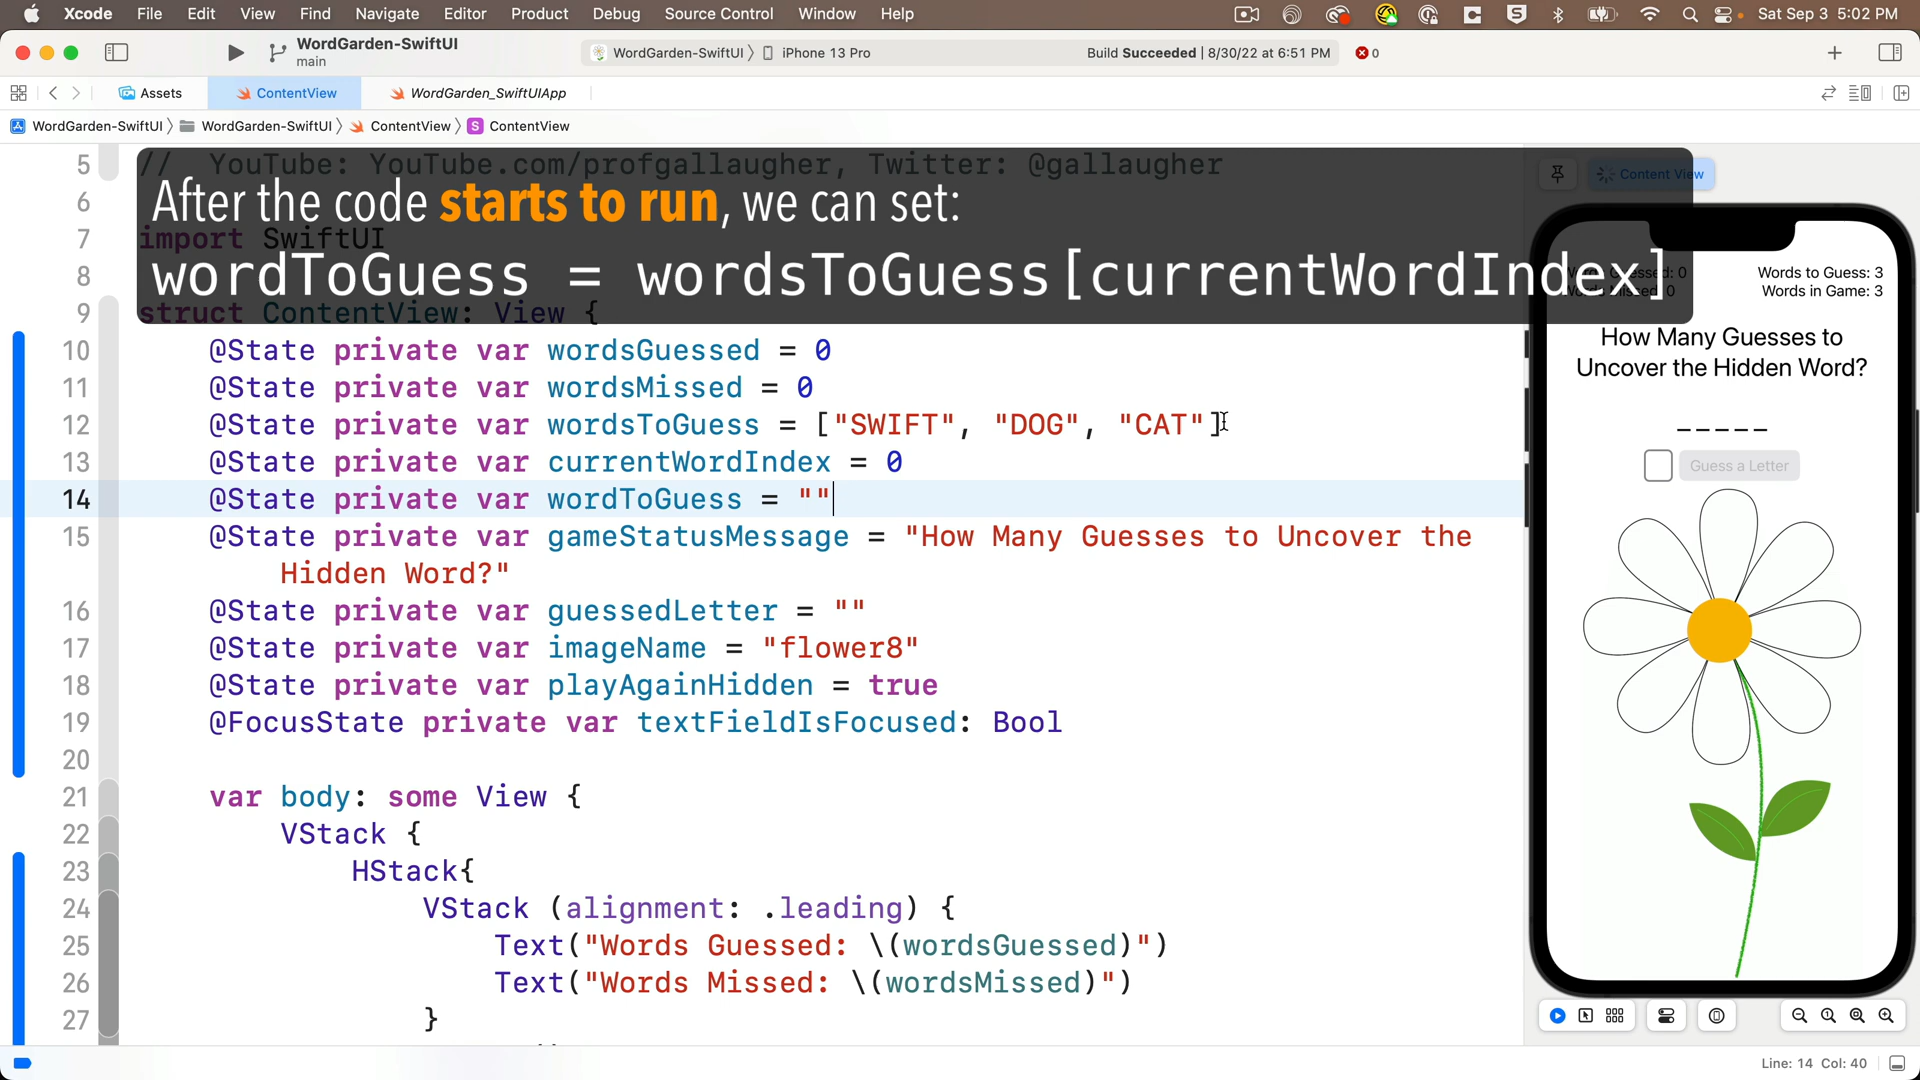 Xcode File Edit View Find Navigate Editor Product Debug Source Control Window Help
Sat Sep 3 5:02 PM
WordGarden-SwiftUI
main
WordGarden-SwiftUI 〉 iPhone 13 Pro
Build Succeeded | 8/30/22 at 6:51 PM
0
Assets
ContentView
WordGarden_SwiftUIApp
WordGarden-SwiftUI 〉 WordGarden-SwiftUI 〉 ContentView 〉 S ContentView
5 // YouTube: YouTube.com/profgallaugher, Twitter: @gallaugher
After the code starts to run, we can set:
wordToGuess = wordsToGuess[currentWordIndex]
6
7 import SwiftUI
8
9 struct ContentView: View {
10 @State private var wordsGuessed = 0
11 @State private var wordsMissed = 0
12 @State private var wordsToGuess = ["SWIFT", "DOG", "CAT"]
13 @State private var currentWordIndex = 0
14 @State private var wordToGuess = ""
15 @State private var gameStatusMessage = "How Many Guesses to Uncover the
Hidden Word?"
16 @State private var guessedLetter = ""
17 @State private var imageName = "flower8"
18 @State private var playAgainHidden = true
19 @FocusState private var textFieldIsFocused: Bool
20
21 var body: some View {
22 VStack {
23 HStack{
24 VStack (alignment: .leading) {
25 Text("Words Guessed: \(wordsGuessed)")
26 Text("Words Missed: \(wordsMissed)")
27 }
Content View
Words to Guess: 3
Words in Game: 3
How Many Guesses to
Uncover the Hidden Word?
_ _ _ _ _
Guess a Letter
Line: 14 Col: 40